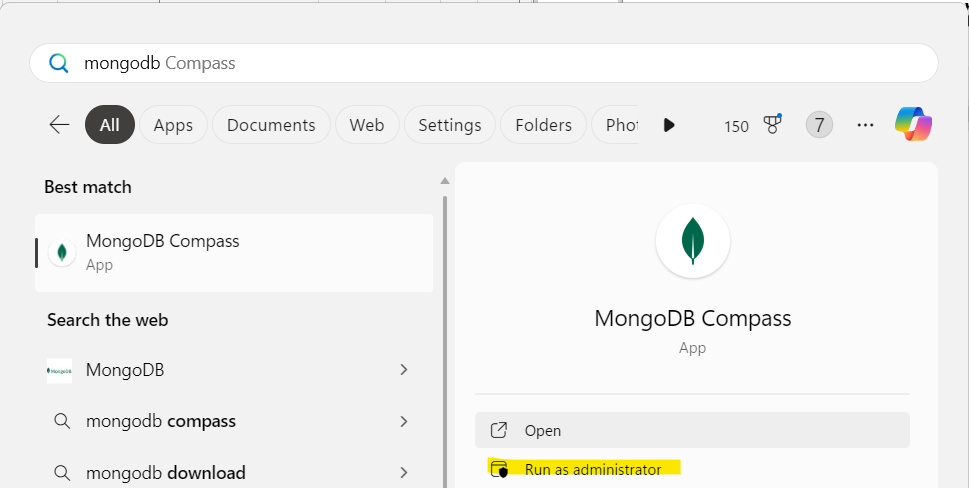 mongodb Compass
All Apps Documents Web Settings Folders Phot 150 7 ...
Best match
MongoDB Compass
App
Search the web
MongoDB
mongodb compass
mongodb download
MongoDB Compass
App
Open
Run as administrator